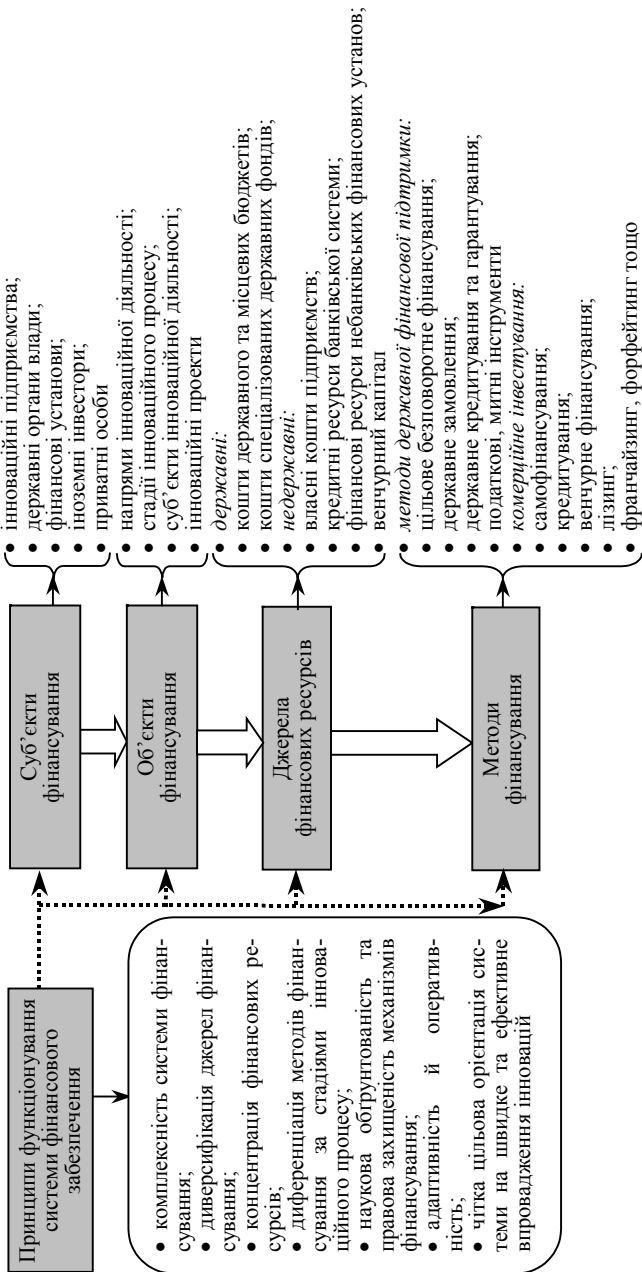 Принципи функціонування
системи фінансового
забезпечення
• комплексність системи фінан-
сування;
• диверсифікація джерел фінан-
сування;
• концентрація фінансових ре-
сурсів;
• диференціація методів фінан-
сування за стадіями іннова-
ційного процесу;
• наукова обґрунтованість та
правова захищеність механізмів
фінансування;
• адаптивність й оператив-
ність;
• чітка цільова орієнтація сис-
теми на швидке та ефективне
впровадження інновацій
Суб’єкти
фінансування
• інноваційні підприємства;
• державні органи влади;
• фінансові установи;
• іноземні інвестори;
• приватні особи
Об’єкти
фінансування
• напрями інноваційної діяльності;
• стадії інноваційного процесу;
• суб’єкти інноваційної діяльності;
• інноваційні проекти
Джерела
фінансових ресурсів
• державні:
• кошти державного та місцевих бюджетів;
• кошти спеціалізованих державних фондів;
• недержавні:
• власні кошти підприємств;
• кредитні ресурси банківської системи;
• фінансові ресурси небанківських фінансових установ;
• венчурний капітал
Методи
фінансування
• методи державної фінансової підтримки:
• цільове безповоротне фінансування;
• державне замовлення;
• державне кредитування та гарантування;
• податкові, митні інструменти
• комерційне інвестування:
• самофінансування;
• кредитування;
• венчурне фінансування;
• лізинг;
• франчайзинг, форфейтинг тощо